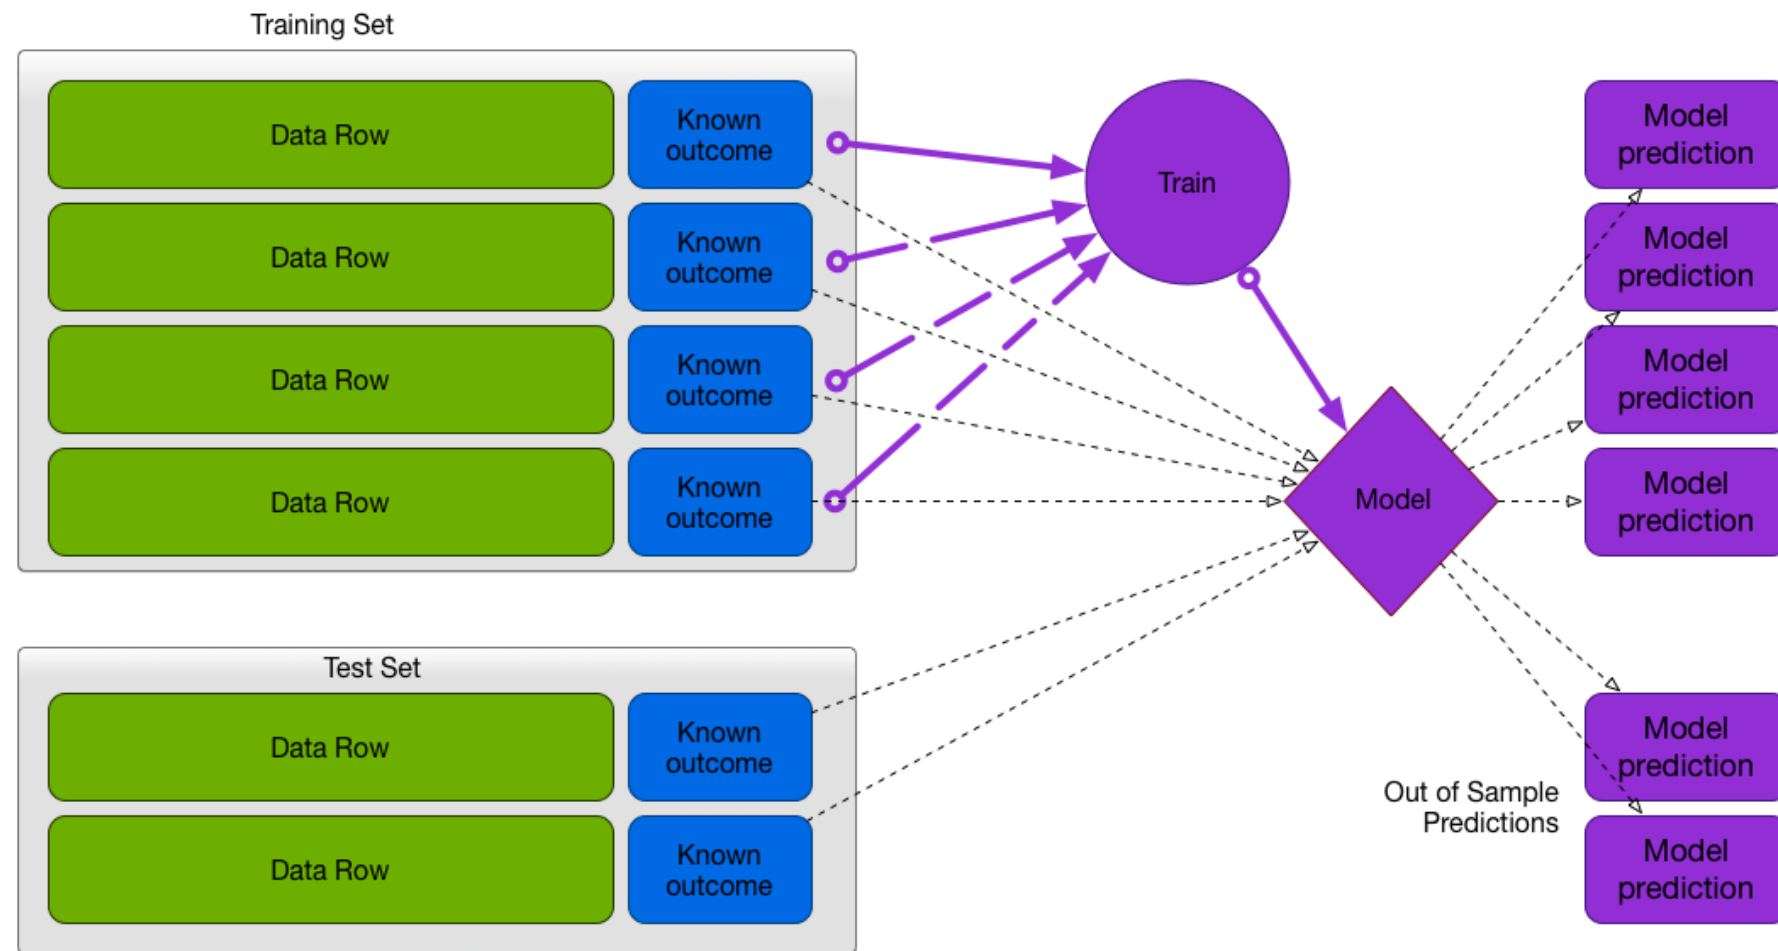 Training Set
Data Row
Known
outcome
Data Row
Known
outcome
Data Row
Known
outcome
Data Row
Known
outcome
Train
Model
Model
prediction
Model
prediction
Model
prediction
Model
prediction
Test Set
Data Row
Known
outcome
Data Row
Known
outcome
Out of Sample
Predictions
Model
prediction
Model
prediction